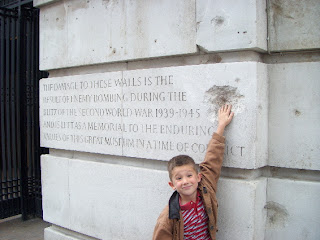 THE DAMAGE TO THESE WALLS IS THE
RESULT OF ENEMY BOMBING DURING THE
BLITZ OF THE SECOND WORLD WAR 1939-1945
AND IS LEFT AS A MEMORIAL TO THE ENDURING
VALUES OF THIS GREAT MUSEUM IN A TIME OF